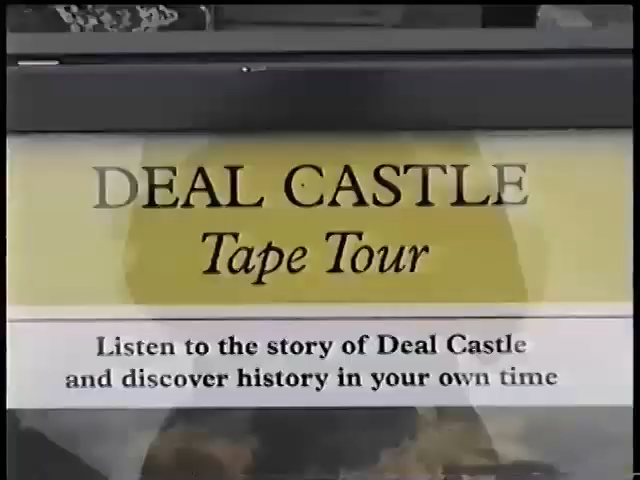 DEAL CASTLE
Tape Tour
Listen to the story of Deal Castle
and discover history in your own time